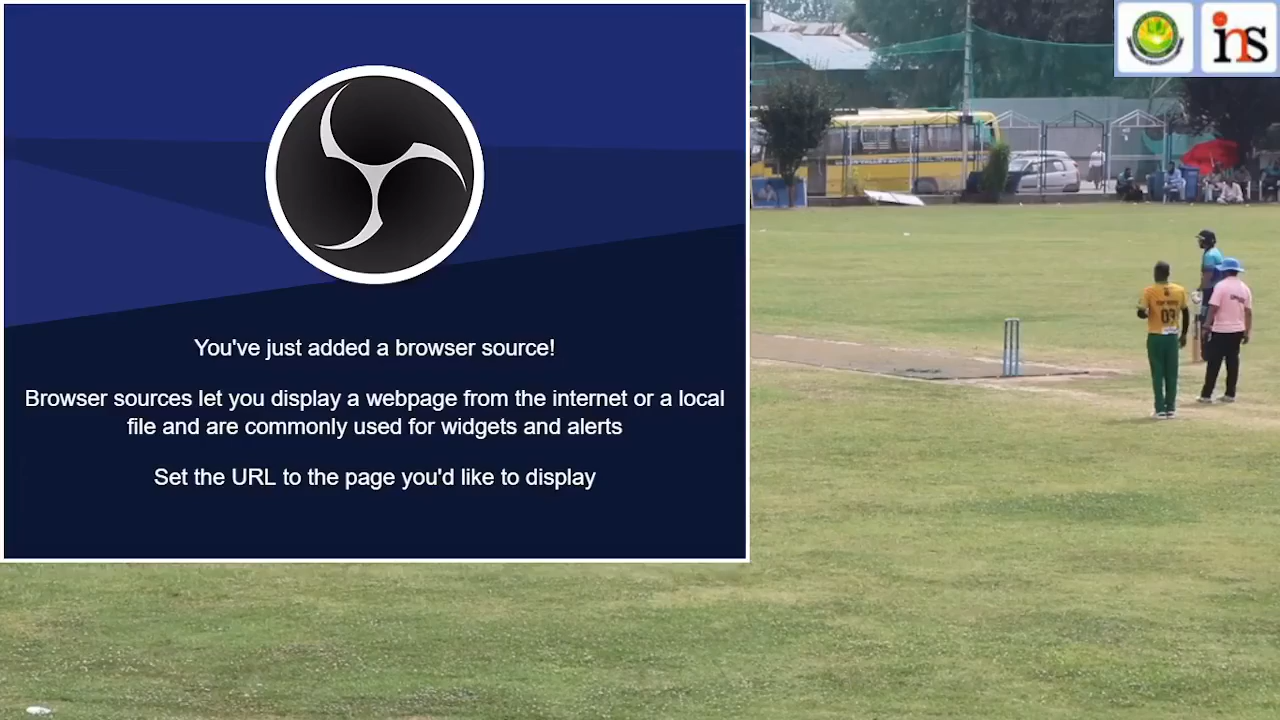 You've just added a browser source!
Browser sources let you display a webpage from the internet or a local
file and are commonly used for widgets and alerts
Set the URL to the page you'd like to display
ins
09